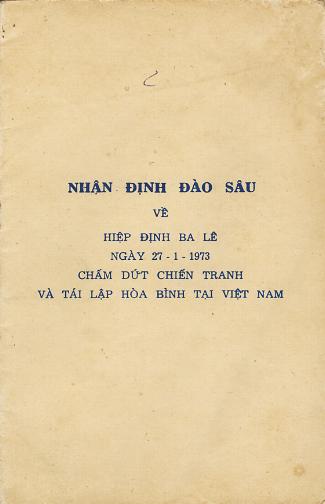 NHẬN ĐỊNH ĐÀO SÂU
VỀ
HIỆP ĐỊNH BA LÊ
NGÀY 27 - 1 - 1973
CHẤM DỨT CHIẾN TRANH
VÀ TÁI LẬP HÒA BÌNH TẠI VIỆT NAM